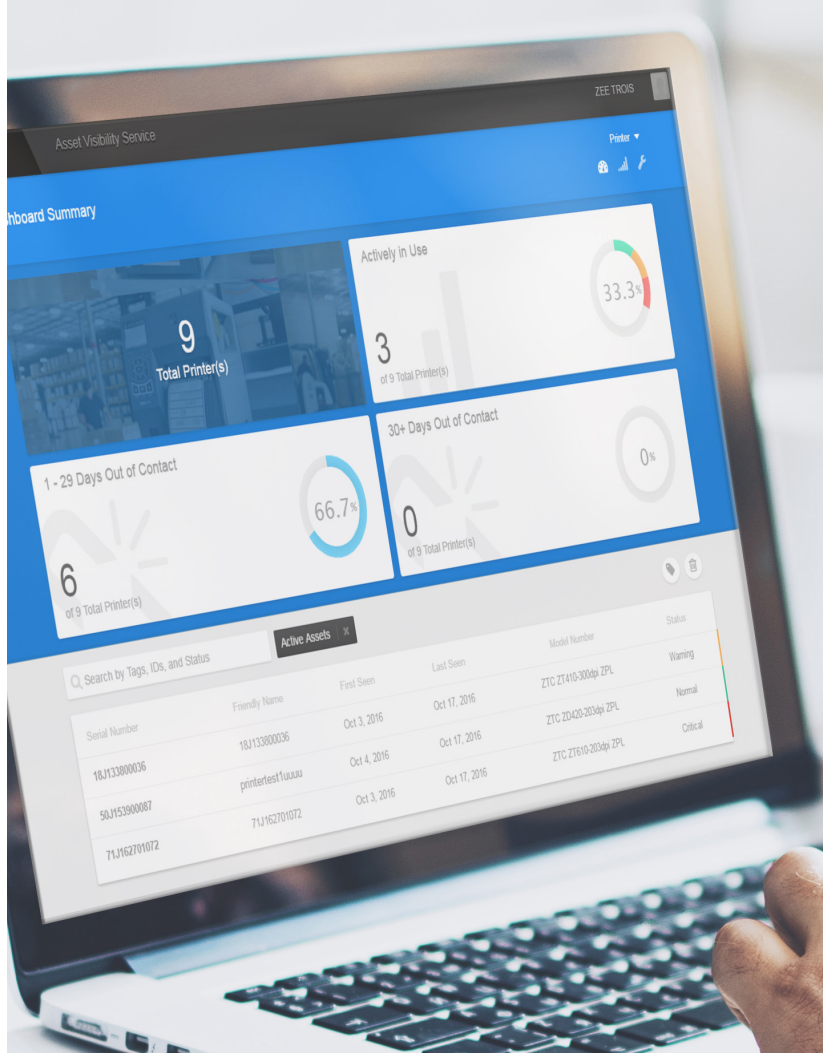 Asset Visibility Service
ZEE TROIS
Printer
hboard Summary
9
Total Printer(s)
Actively in Use
33.3%
3
of 9 Total Printer(s)
1 - 29 Days Out of Contact
66.7%
6
of 9 Total Printer(s)
30+ Days Out of Contact
0%
0
of 9 Total Printer(s)
Search by Tags, IDs, and Status
Active Assets X
Serial Number Friendly Name First Seen Last Seen Model Number Status
18J133800036 18J133800036 Oct 3, 2016 Oct 17, 2016 ZTC ZT410-300dpi ZPL Warning
50J153900087 printertest1uuuu Oct 4, 2016 Oct 17, 2016 ZTC ZD420-203dpi ZPL Normal
71J162701072 71J162701072 Oct 3, 2016 Oct 17, 2016 ZTC ZT610-203dpi ZPL Critical